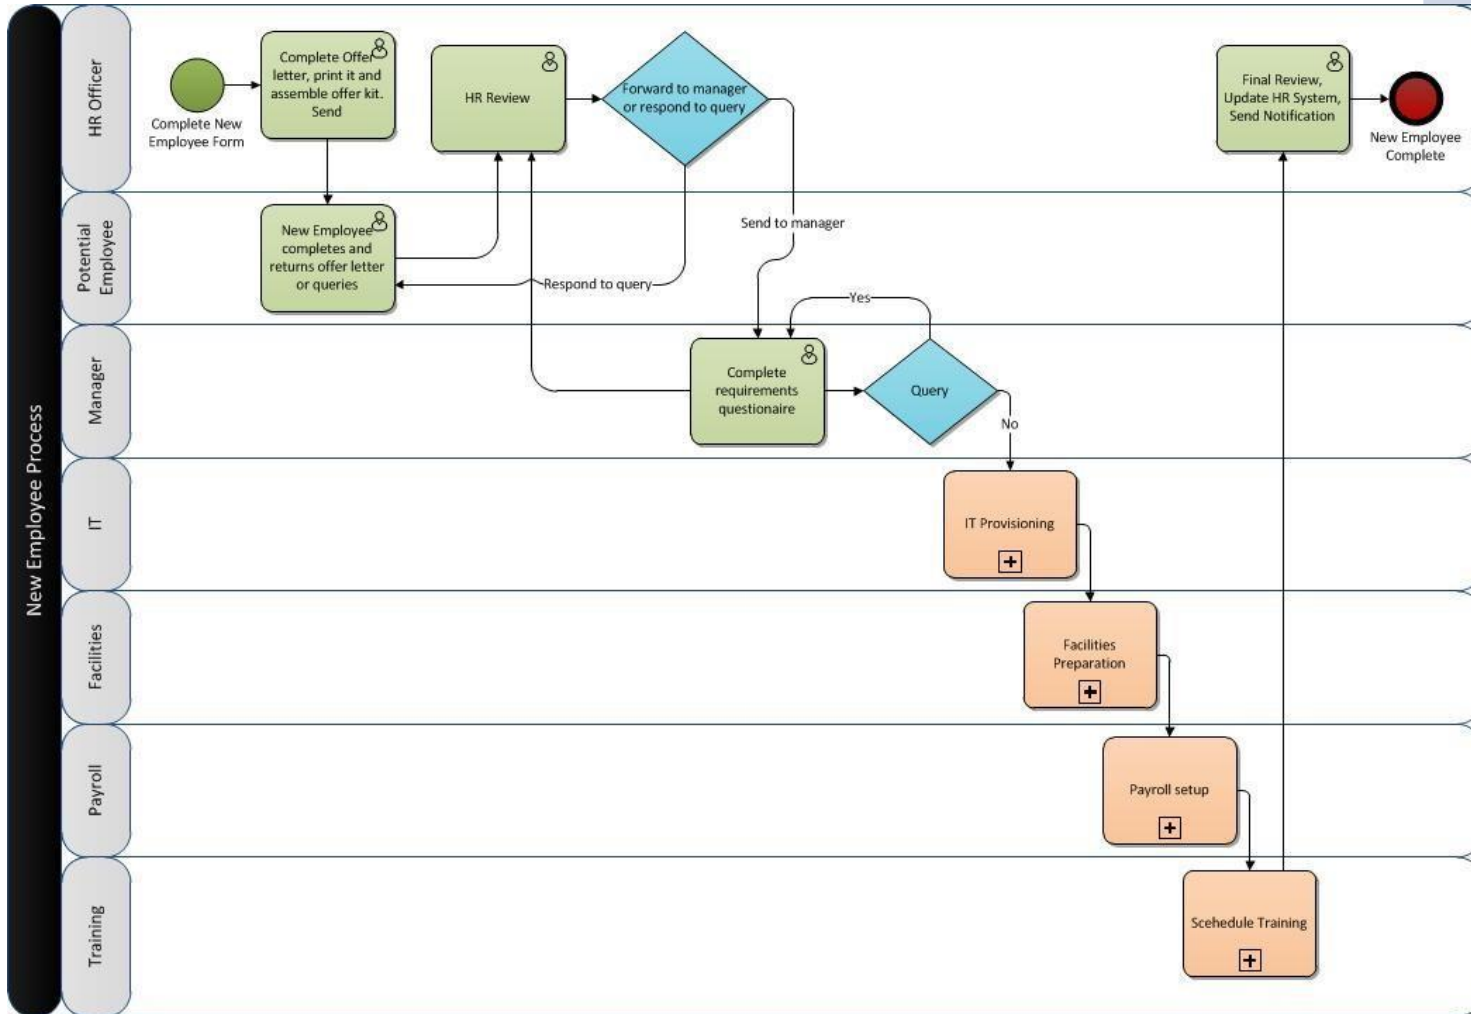 New Employee Process
HR Officer
Complete New
Employee Form
Complete Offer
letter, print it and
assemble offer kit.
Send
HR Review
Forward to manager
or respond to query
Final Review,
Update HR System,
Send Notification
New Employee
Complete
Potential
Employee
New Employee
completes and
returns offer letter
or queries
Send to manager
Respond to query
Manager
Complete
requirements
questionaire
Yes
Query
No
IT
IT Provisioning
Facilities
Facilities
Preparation
Payroll
Payroll setup
Training
Scehedule Training